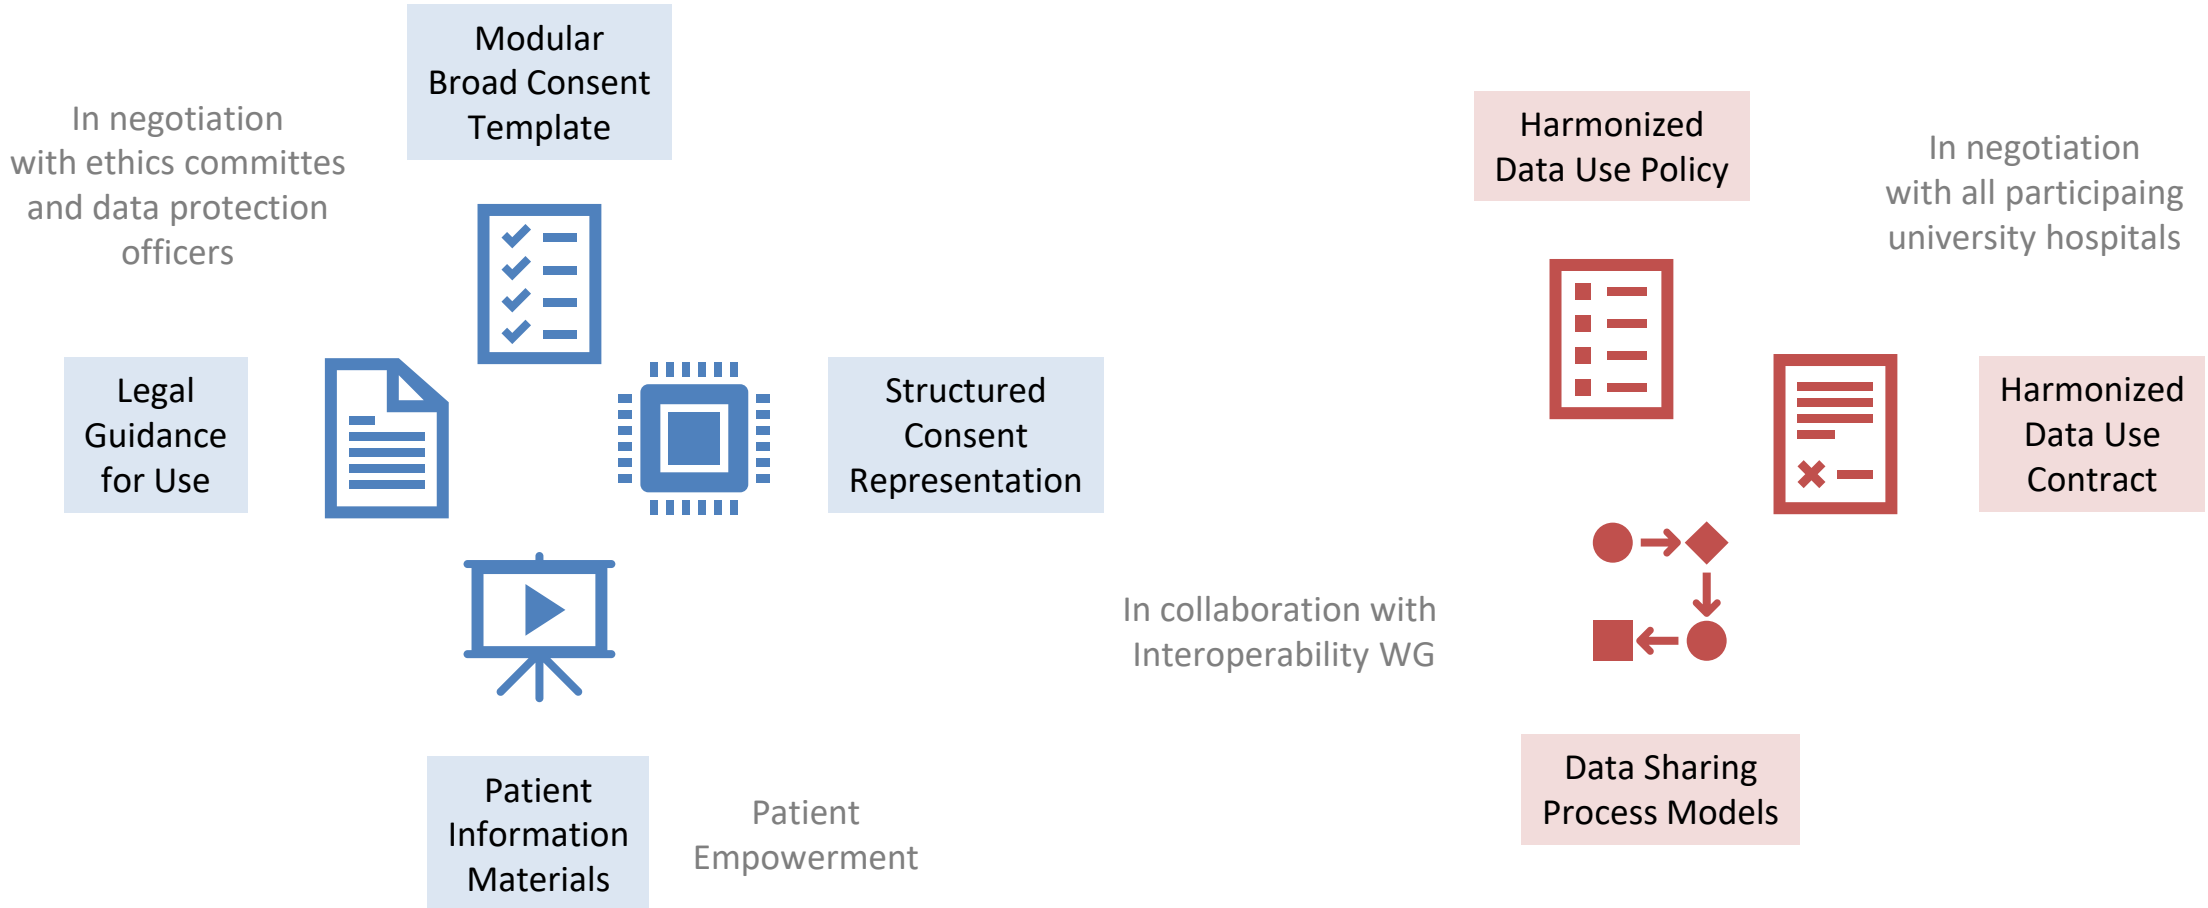 Modular
Broad Consent
Template
In negotiation
with ethics committes
and data protection
officers
Legal
Guidance
for Use
Structured
Consent
Representation
Patient
Information
Materials
Patient
Empowerment
Harmonized
Data Use Policy
In negotiation
with all participaing
university hospitals
Harmonized
Data Use
Contract
In collaboration with
Interoperability WG
Data Sharing
Process Models